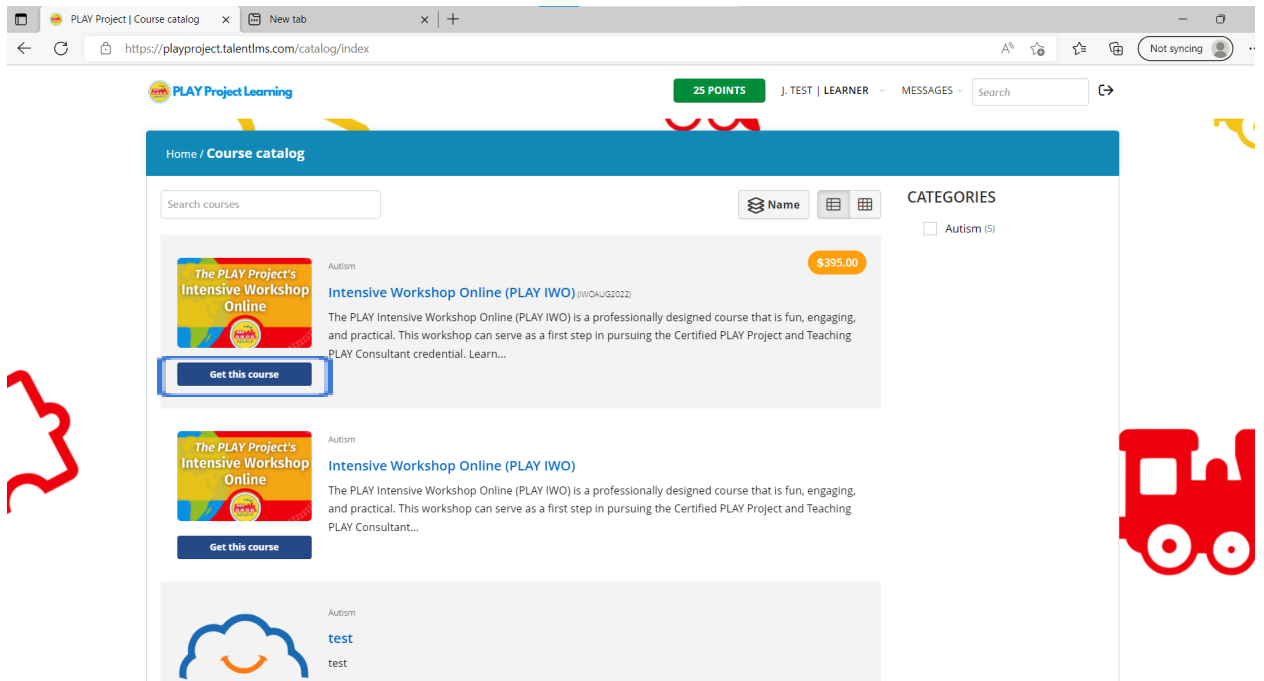 PLAY Project | Course catalog
New tab
https://playproject.talentlms.com/catalog/index
Not syncing
PLAY Project Learning
25 POINTS
J. TEST | LEARNER
MESSAGES
Search
Home / Course catalog
Search courses
Name
CATEGORIES
Autism (5)
The PLAY Project's
Intensive Workshop
Online
Get this course
Autism
$395.00
Intensive Workshop Online (PLAY IWO) (IWOAUG2022)
The PLAY Intensive Workshop Online (PLAY IWO) is a professionally designed course that is fun, engaging,
and practical. This workshop can serve as a first step in pursuing the Certified PLAY Project and Teaching
PLAY Consultant credential. Learn...
The PLAY Project's
Intensive Workshop
Online
Get this course
Autism
Intensive Workshop Online (PLAY IWO)
The PLAY Intensive Workshop Online (PLAY IWO) is a professionally designed course that is fun, engaging,
and practical. This workshop can serve as a first step in pursuing the Certified PLAY Project and Teaching
PLAY Consultant...
Autism
test
test